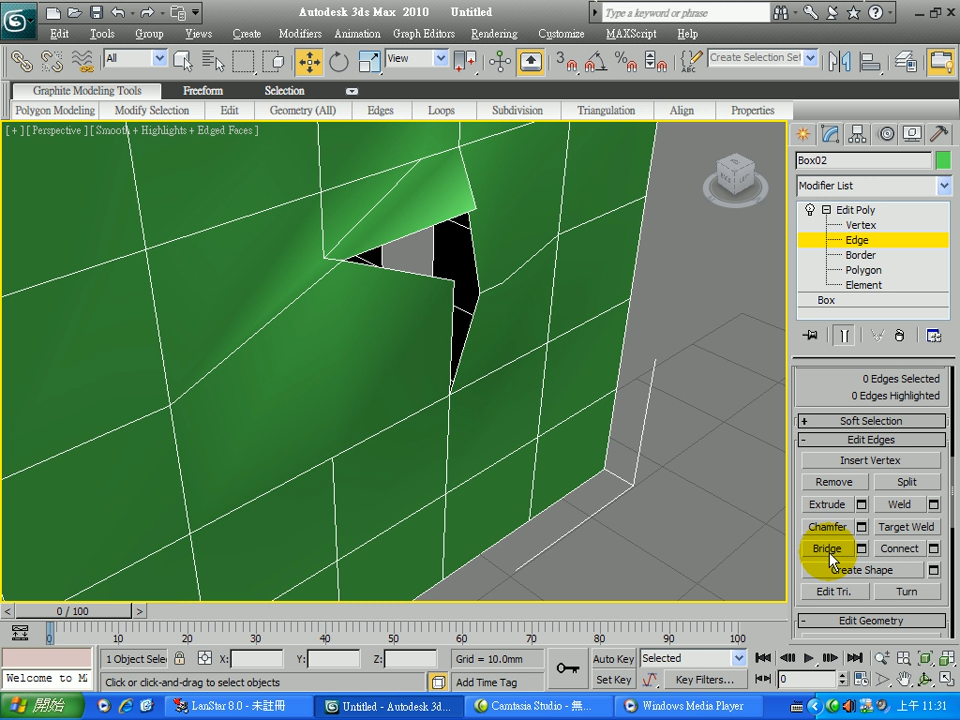 Autodesk 3ds Max 2010 Untitled
Type a keyword or phrase
Edit Tools Group Views Create Modifiers Animation Graph Editors Rendering Customize MAXScript Help
All View Create Selection Set
Graphite Modeling Tools Freeform Selection
Polygon Modeling Modify Selection Edit Geometry (All) Edges Loops Subdivision Triangulation Align Properties
[ + ] [ Perspective ] [ Smooth + Highlights + Edged Faces ]
Box02
Modifier List
Edit Poly
Vertex
Edge
Border
Polygon
Element
Box
0 Edges Selected
0 Edges Highlighted
+ Soft Selection
- Edit Edges
Insert Vertex
Remove Split
Extrude Weld
Chamfer Target Weld
Bridge Connect
Create Shape
Edit Tri. Turn
- Edit Geometry
< 0 / 100 >
0 10 20 30 40 50 60 70 80 90 100
1 Object Selec X: Y: Z: Grid = 10.0mm Auto Key Selected
Welcome to M Click or click-and-drag to select objects Add Time Tag Set Key Key Filters... 0
開始 LanStar 8.0 - 未註冊 Untitled - Autodesk 3d... Camtasia Studio - 無... Windows Media Player 上午 11:31